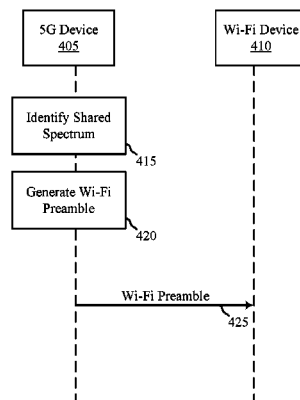 5G Device
405
Wi-Fi Device
410
Identify Shared
Spectrum
415
Generate Wi-Fi
Preamble
420
Wi-Fi Preamble
425